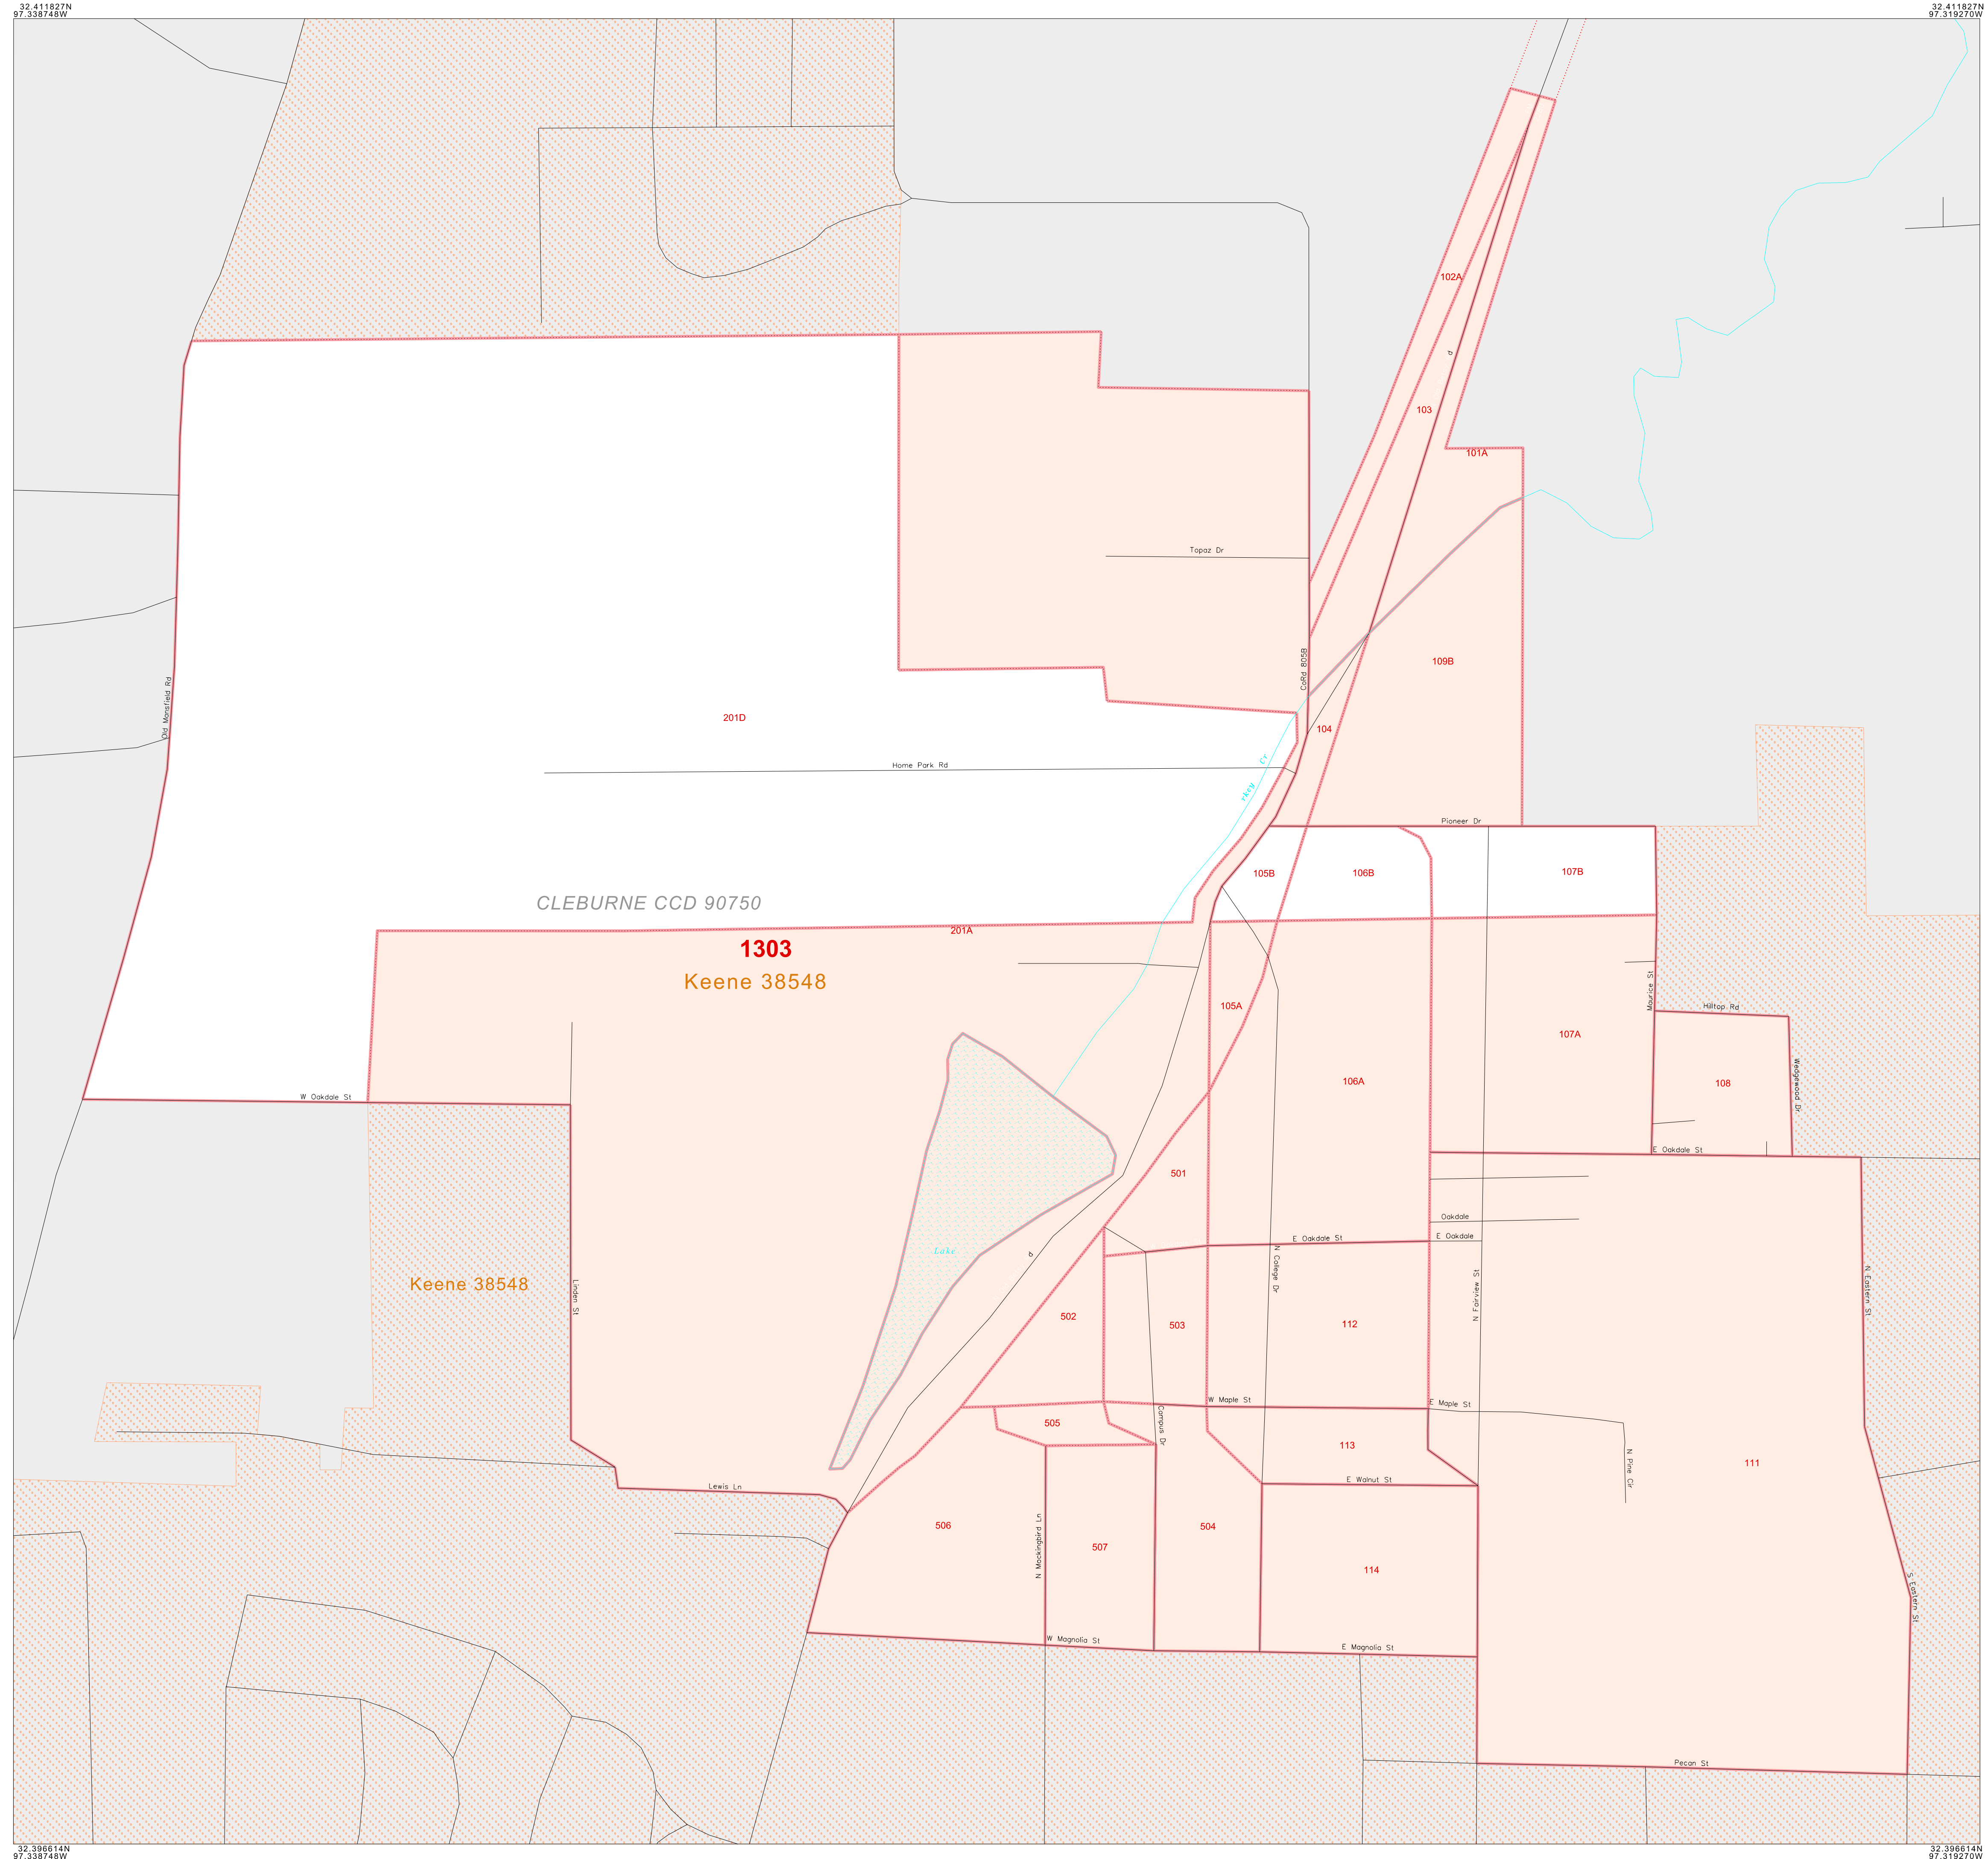 32.411827N
97.338748W
32.411827N
97.319270W
102A
d
103
101A
Topaz Dr
CoRd 805B
109B
Old Mansfield Rd
201D
104
Home Park Rd
rkey Cr
Pioneer Dr
105B
106B
107B
CLEBURNE CCD 90750
201A
1303
Keene 38548
Maurice St
105A
Hilltop Rd
107A
106A
108
Wedgewood Dr
W Oakdale St
E Oakdale St
501
Oakdale
E Oakdale St
E Oakdale
Lake
d
N College Dr
N Fairview St
N Eastern St
Keene 38548
Linden St
502
503
112
W Maple St
E Maple St
Campus Dr
505
113
N Pine Cir
111
E Walnut St
Lewis Ln
506
N Mockingbird Ln
507
504
114
S Eastern St
W Magnolia St
E Magnolia St
Pecan St
32.396614N
97.338748W
32.396614N
97.319270W